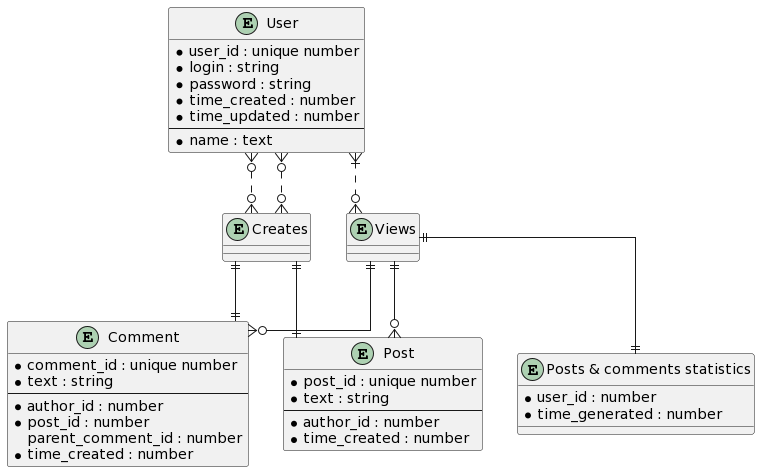 E User
* user_id : unique number
* login : string
* password : string
* time_created : number
* time_updated : number
* name : text
E Creates
E Views
E Comment
* comment_id : unique number
* text : string
* author_id : number
* post_id : number
parent_comment_id : number
* time_created : number
E Post
* post_id : unique number
* text : string
* author_id : number
* time_created : number
E Posts & comments statistics
* user_id : number
* time_generated : number